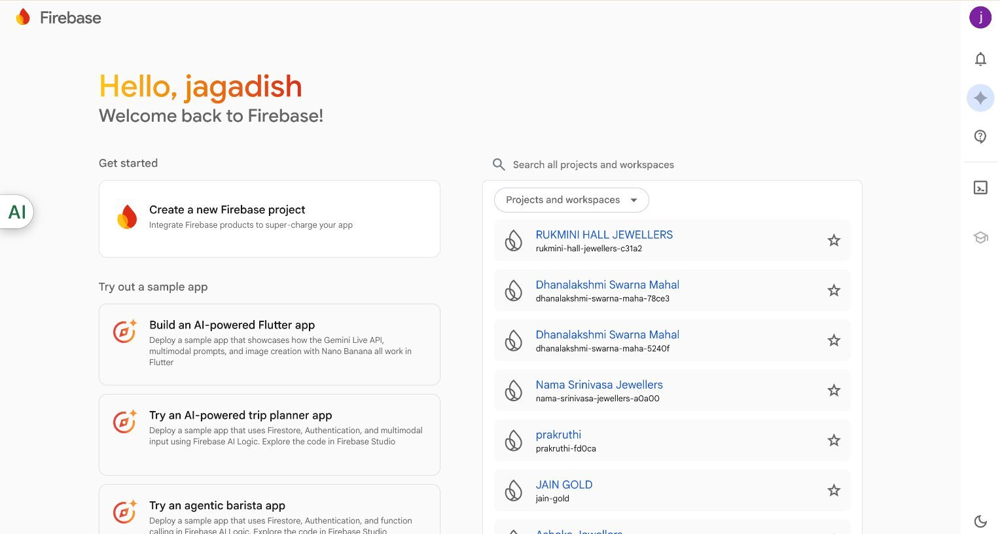 Firebase
j
Hello, jagadish
Welcome back to Firebase!
Get started
Create a new Firebase project
Integrate Firebase products to super-charge your app
AI
Try out a sample app
Build an AI-powered Flutter app
Deploy a sample app that showcases how the Gemini Live API,
multimodal prompts, and image creation with Nano Banana all work in
Flutter
Try an AI-powered trip planner app
Deploy a sample app that uses Firestore, Authentication, and multimodal
input using Firebase AI Logic. Explore the code in Firebase Studio
Try an agentic barista app
Deploy a sample app that uses Firestore, Authentication, and function
calling in Firebase AI Logic. Explore the code in Firebase Studio
Search all projects and workspaces
Projects and workspaces
RUKMINI HALL JEWELLERS
rukmini-hall-jewellers-c31a2
Dhanalakshmi Swarna Mahal
dhanalakshmi-swarna-maha-78ce3
Dhanalakshmi Swarna Mahal
dhanalakshmi-swarna-maha-5240f
Nama Srinivasa Jewellers
nama-srinivasa-jewellers-a0a00
prakruthi
prakruthi-fd0ca
JAIN GOLD
jain-gold
Ashoka Jewellers